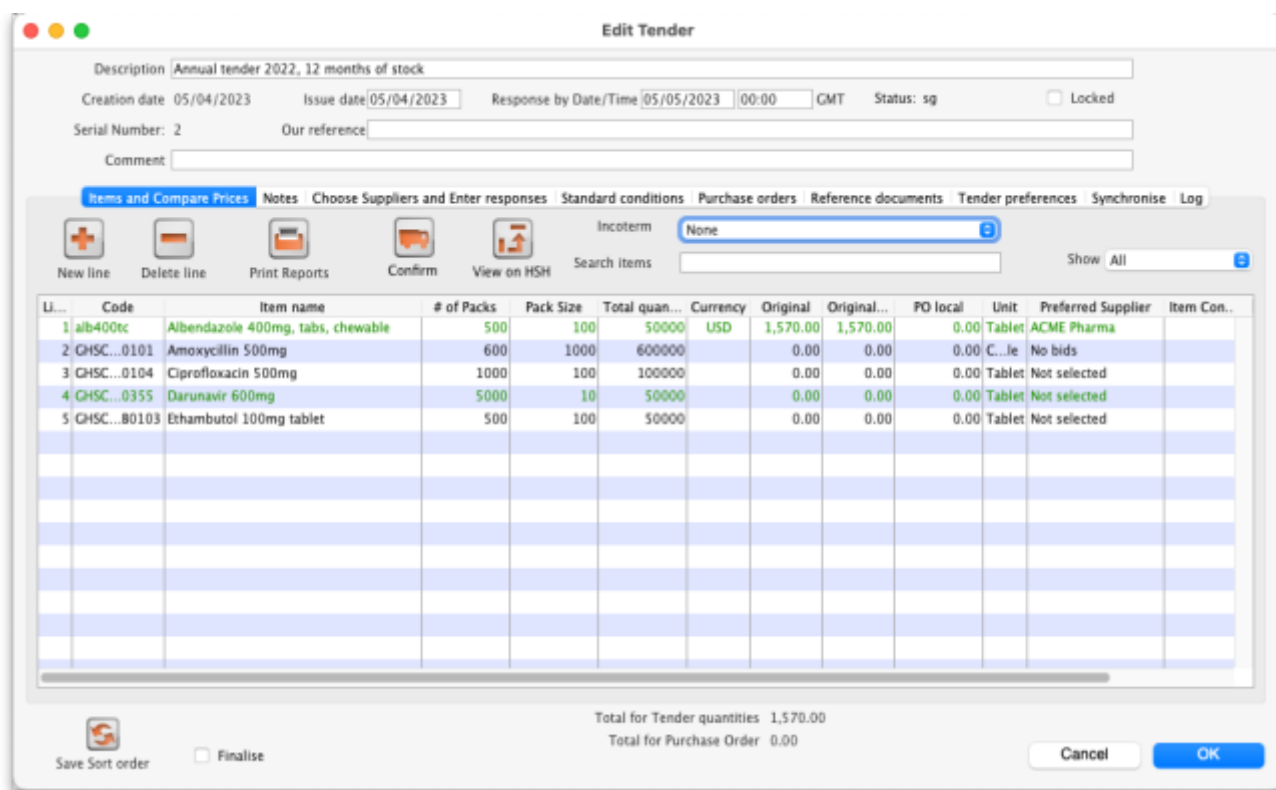 Edit Tender
Description Annual tender 2022, 12 months of stock
Creation date 05/04/2023 Issue date 05/04/2023 Response by Date/Time 05/05/2023 00:00 GMT Status: sg Locked
Serial Number: 2 Our reference
Comment
Items and Compare Prices Notes Choose Suppliers and Enter responses Standard conditions Purchase orders Reference documents Tender preferences Synchronise Log
Incoterm None
New line Delete line Print Reports Confirm View on HSH Search items Show All
Li... Code Item name # of Packs Pack Size Total quan... Currency Original Original... PO local Unit Preferred Supplier Item Con..
1 alb400tc Albendazole 400mg, tabs, chewable 500 100 50000 USD 1,570.00 1,570.00 0.00 Tablet ACME Pharma
2 GHSC...0101 Amoxycillin 500mg 600 1000 600000 0.00 0.00 0.00 C...le No bids
3 GHSC...0104 Ciprofloxacin 500mg 1000 100 100000 0.00 0.00 0.00 Tablet Not selected
4 GHSC...0355 Darunavir 600mg 5000 10 50000 0.00 0.00 0.00 Tablet Not selected
5 GHSC...80103 Ethambutol 100mg tablet 500 100 50000 0.00 0.00 0.00 Tablet Not selected
Total for Tender quantities 1,570.00
Total for Purchase Order 0.00
Save Sort order Finalise Cancel OK